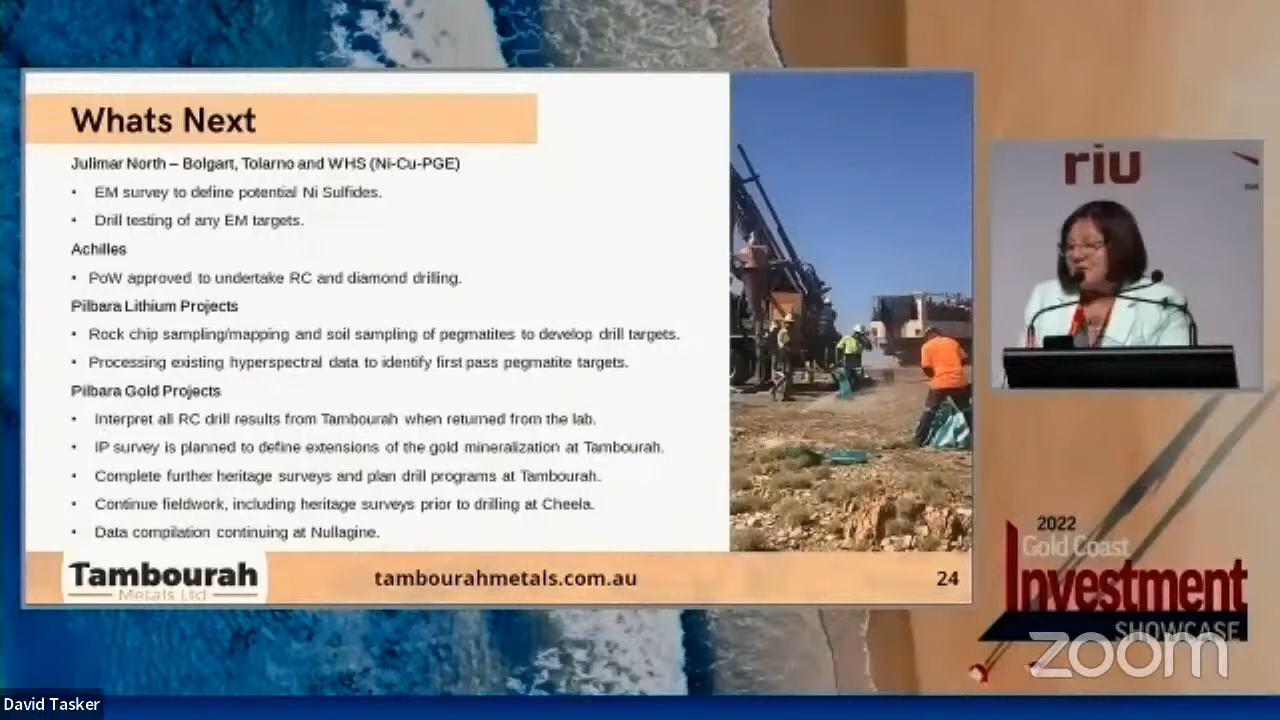 Whats Next
Julimar North – Bolgart, Tolarno and WHS (Ni-Cu-PGE)
• EM survey to define potential Ni Sulfides.
• Drill testing of any EM targets.
Achilles
• PoW approved to undertake RC and diamond drilling.
Pilbara Lithium Projects
• Rock chip sampling/mapping and soil sampling of pegmatites to develop drill targets.
• Processing existing hyperspectral data to identify first pass pegmatite targets.
Pilbara Gold Projects
• Interpret all RC drill results from Tambourah when returned from the lab.
• IP survey is planned to define extensions of the gold mineralization at Tambourah.
• Complete further heritage surveys and plan drill programs at Tambourah.
• Continue fieldwork, including heritage surveys prior to drilling at Cheela.
• Data compilation continuing at Nullagine.
Tambourah
Metals Ltd
tambourahmetals.com.au
24
riu
2022
Gold Coast
Investment
SHOWCASE
zoom
David Tasker